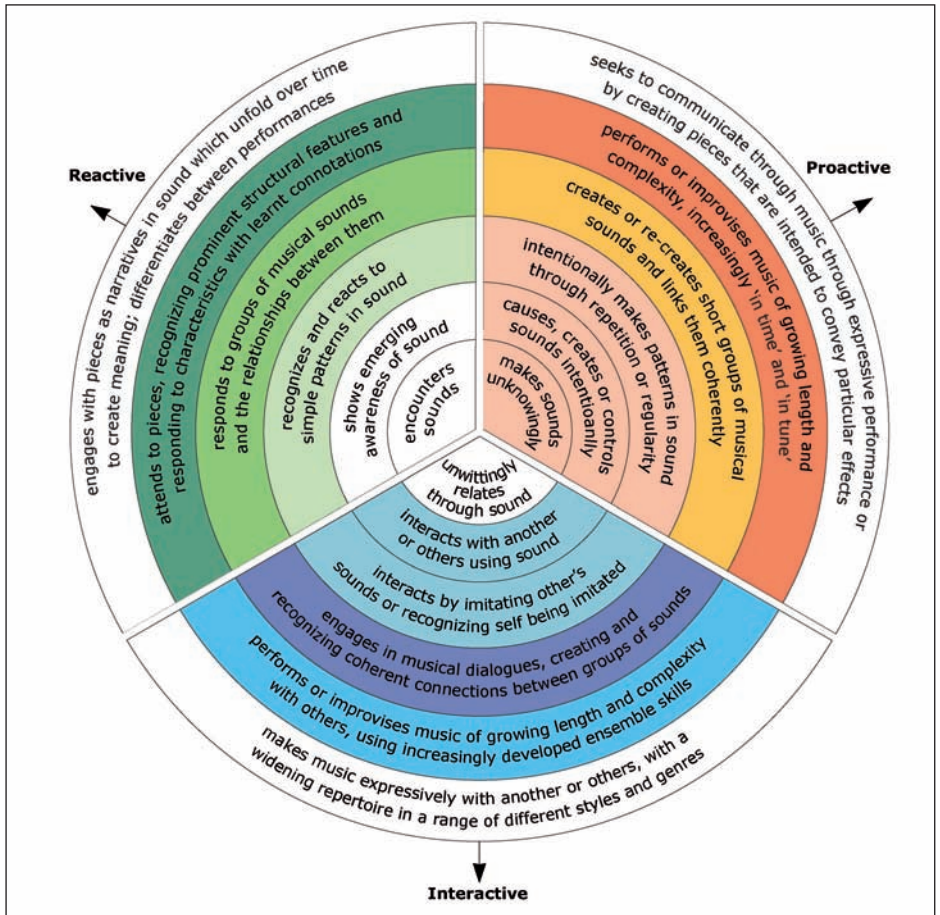 Reactive
engages with pieces as narratives in sound which unfold over time
to create meaning; differentiates between performances
attends to pieces, recognizing prominent structural features and
responding to characteristics with learnt connotations
responds to groups of musical sounds
and the relationships between them
recognizes and reacts to
simple patterns in sound
shows emerging
awareness of sound
encounters
sounds
Proactive
seeks to communicate through music through expressive performance or
by creating pieces that are intended to convey particular effects
performs or improvises music of growing length and
complexity, increasingly 'in time' and 'in tune'
creates or re-creates short groups of musical
sounds and links them coherently
intentionally makes patterns in sound
through repetition or regularity
causes, creates or controls
sounds intentioanlly
makes sounds
unknowingly
unwittingly
relates
through sound
interacts with another
or others using sound
interacts by imitating other's
sounds or recognizing self being imitated
engages in musical dialogues, creating and
recognizing coherent connections between groups of sounds
performs or improvises music of growing length and complexity
with others, using increasingly developed ensemble skills
makes music expressively with another or others, with a
widening repertoire in a range of different styles and genres
Interactive